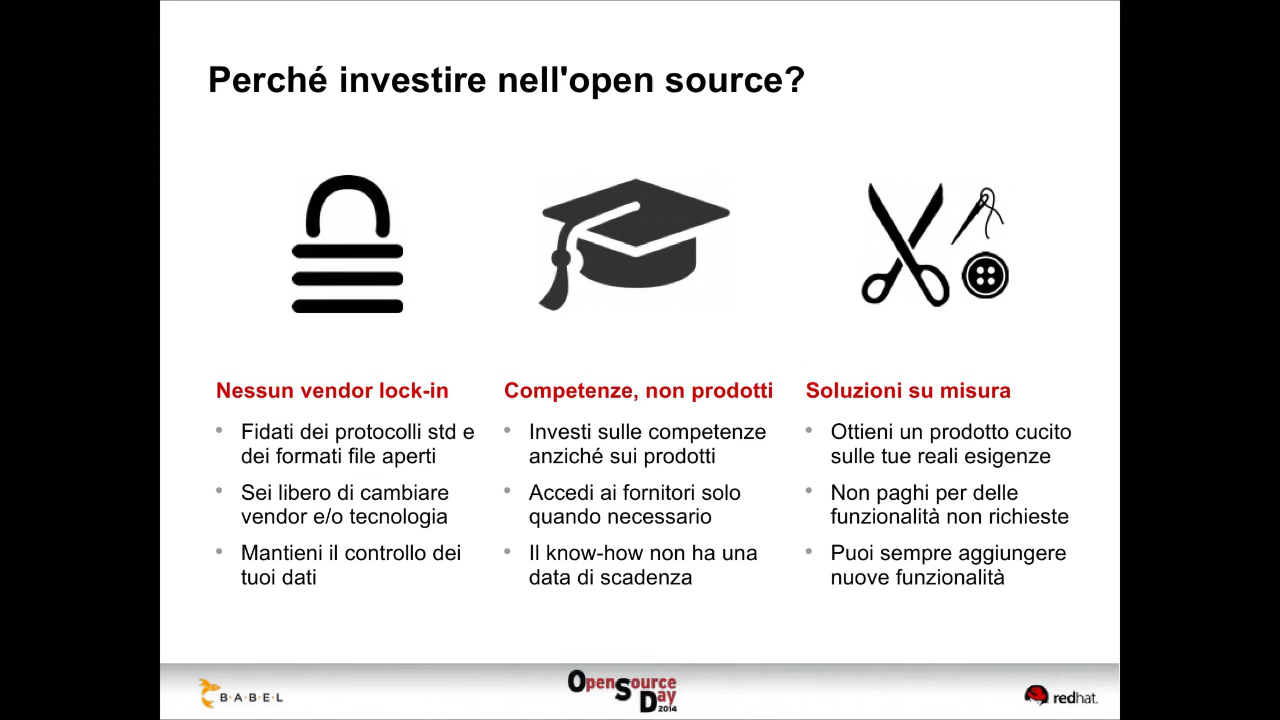 Perché investire nell'open source?
Nessun vendor lock-in
Fidati dei protocolli std e
dei formati file aperti
Sei libero di cambiare
vendor e/o tecnologia
Mantieni il controllo dei
tuoi dati
Competenze, non prodotti
Investi sulle competenze
anziché sui prodotti
Accedi ai fornitori solo
quando necessario
Il know-how non ha una
data di scadenza
Soluzioni su misura
Ottieni un prodotto cucito
sulle tue reali esigenze
Non paghi per delle
funzionalità non richieste
Puoi sempre aggiungere
nuove funzionalità
B·A·B·E·L
OpenSource
Day
2014
redhat.